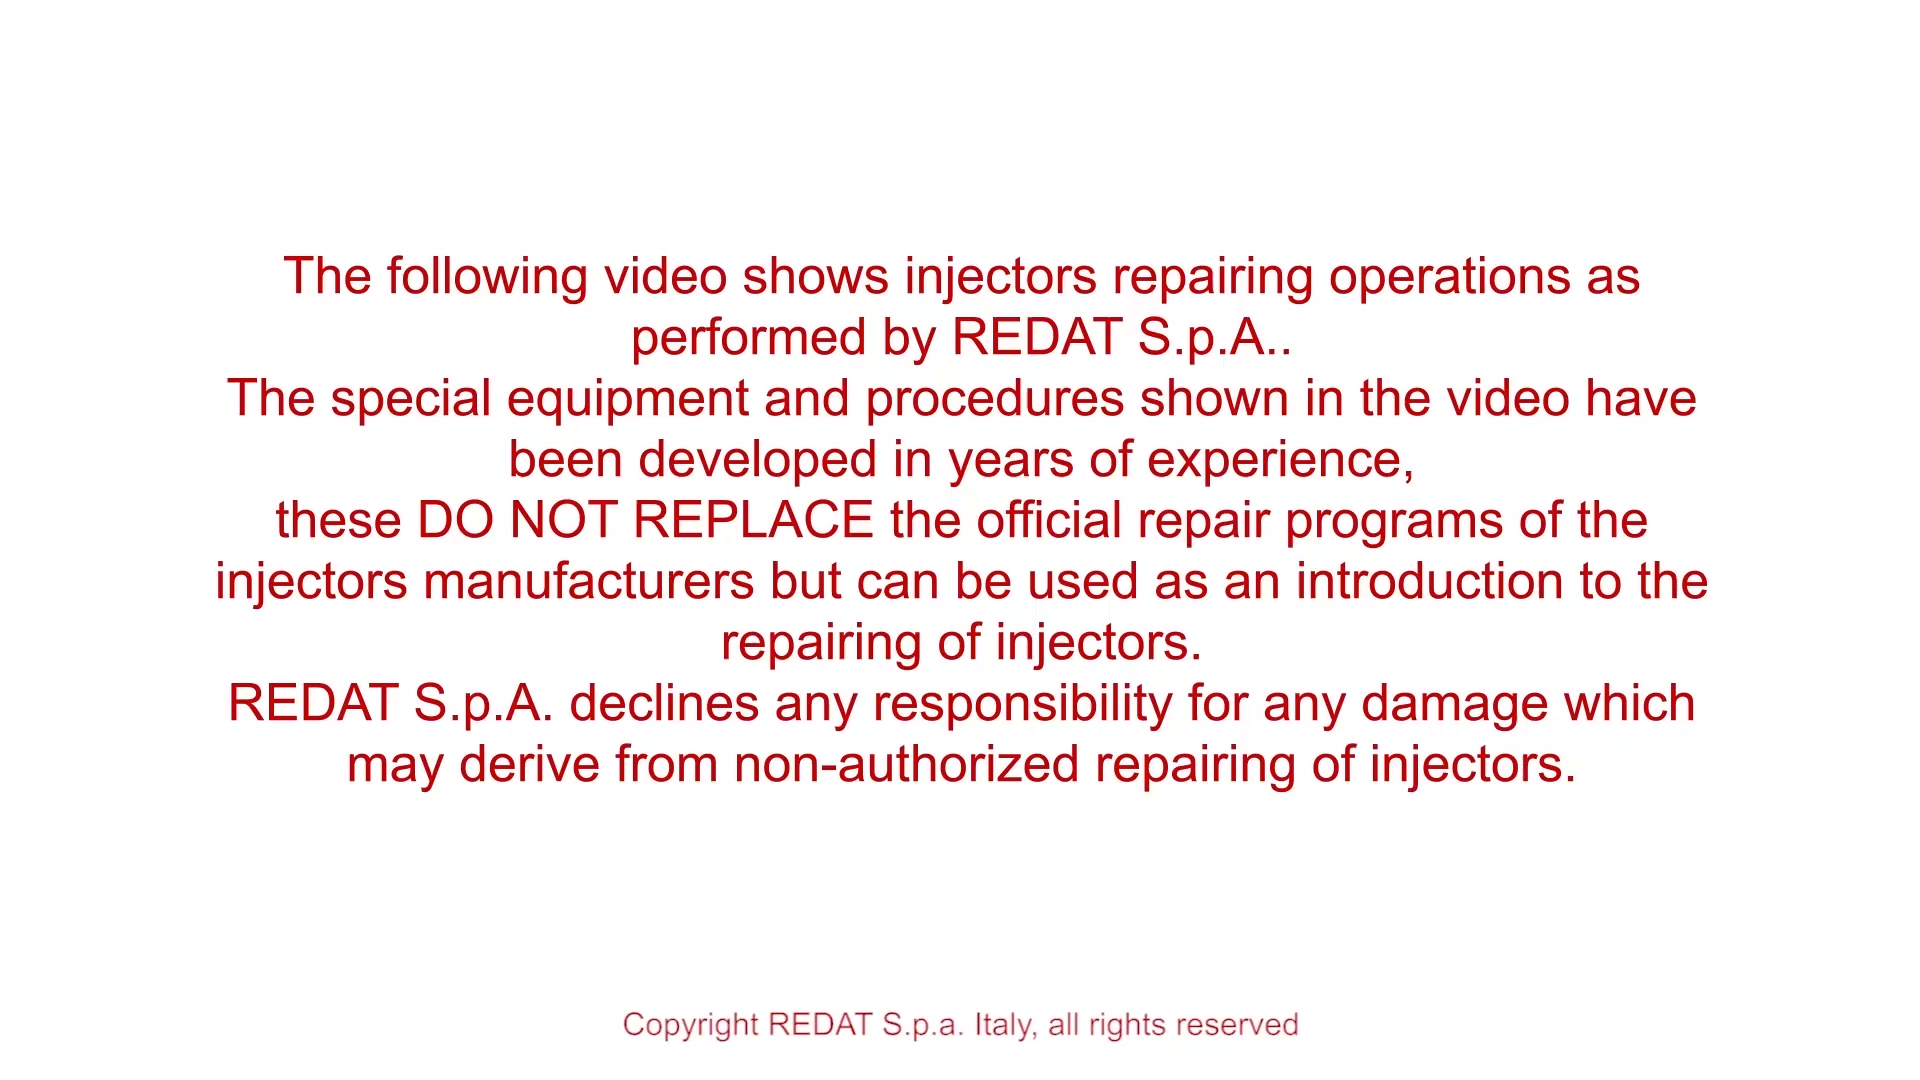 The following video shows injectors repairing operations as
performed by REDAT S.p.A..
The special equipment and procedures shown in the video have
been developed in years of experience,
these DO NOT REPLACE the official repair programs of the
injectors manufacturers but can be used as an introduction to the
repairing of injectors.
REDAT S.p.A. declines any responsibility for any damage which
may derive from non-authorized repairing of injectors.
Copyright REDAT S.p.a. Italy, all rights reserved